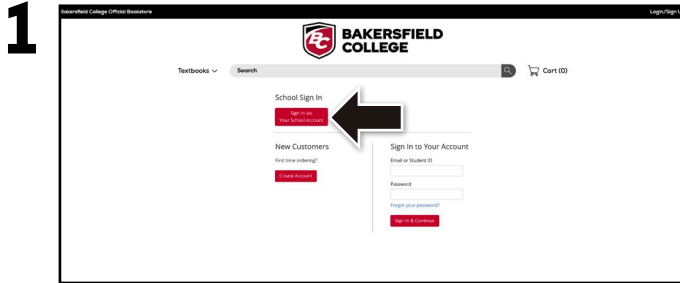 1
Bakersfield College Official Bookstore
Login/Sign U
BC
BAKERSFIELD
COLLEGE
Textbooks
Search
Cart (0)
School Sign In
Sign in via
Your School Account
New Customers
First time ordering?
Create Account
Sign In to Your Account
Email or Student ID
Password
Forgot your password?
Sign In & Continue